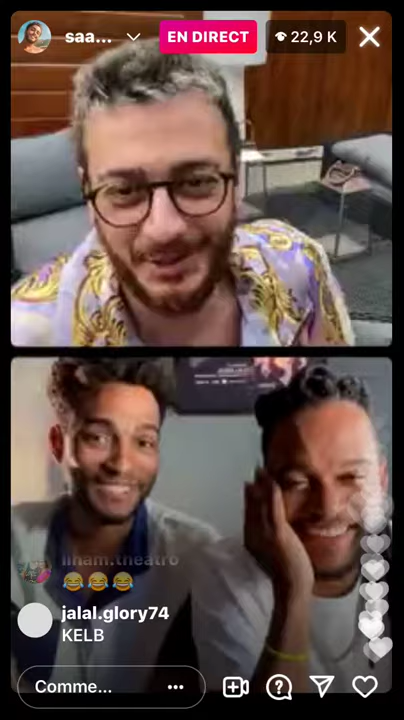 saa...
EN DIRECT
22,9 K
ilham.theatro
😂😂😂
jalal.glory74
KELB
Comme...